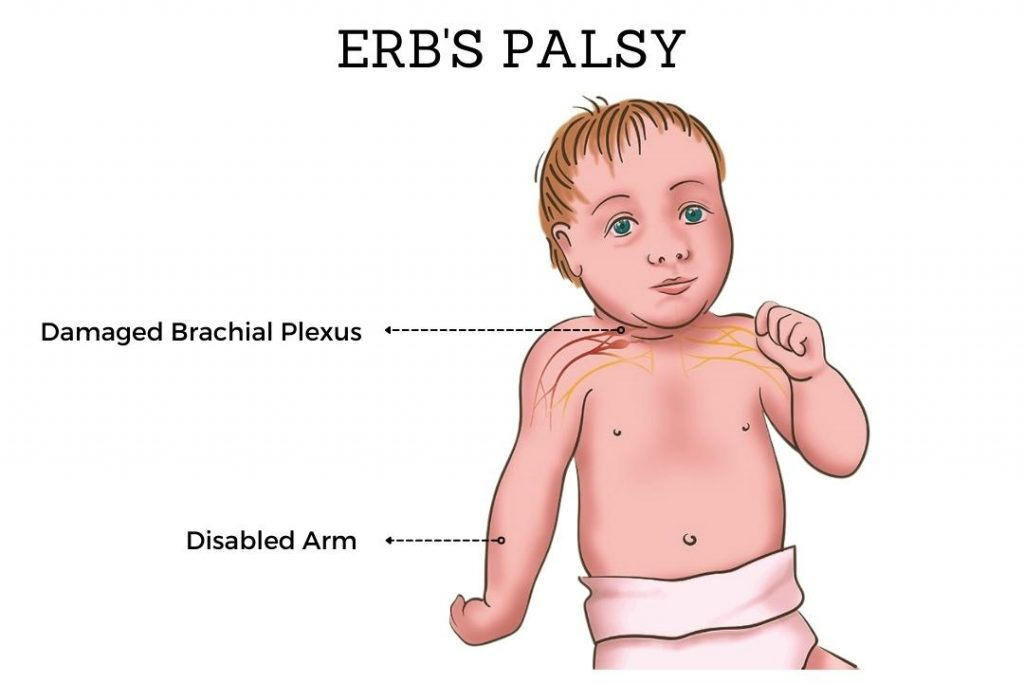 ERB'S PALSY
Damaged Brachial Plexus
Disabled Arm